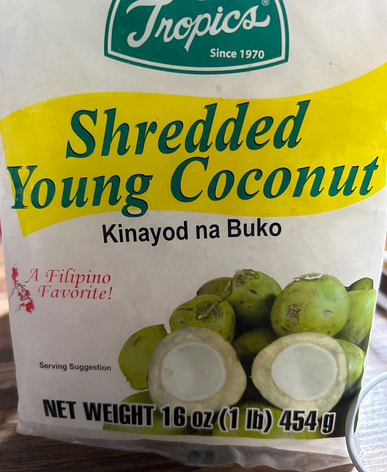 Tropics®
Since 1970
Shredded
Young Coconut
Kinayod na Buko
A Filipino
Favorite!
Serving Suggestion
NET WEIGHT 16 oz (1 lb) 454 g